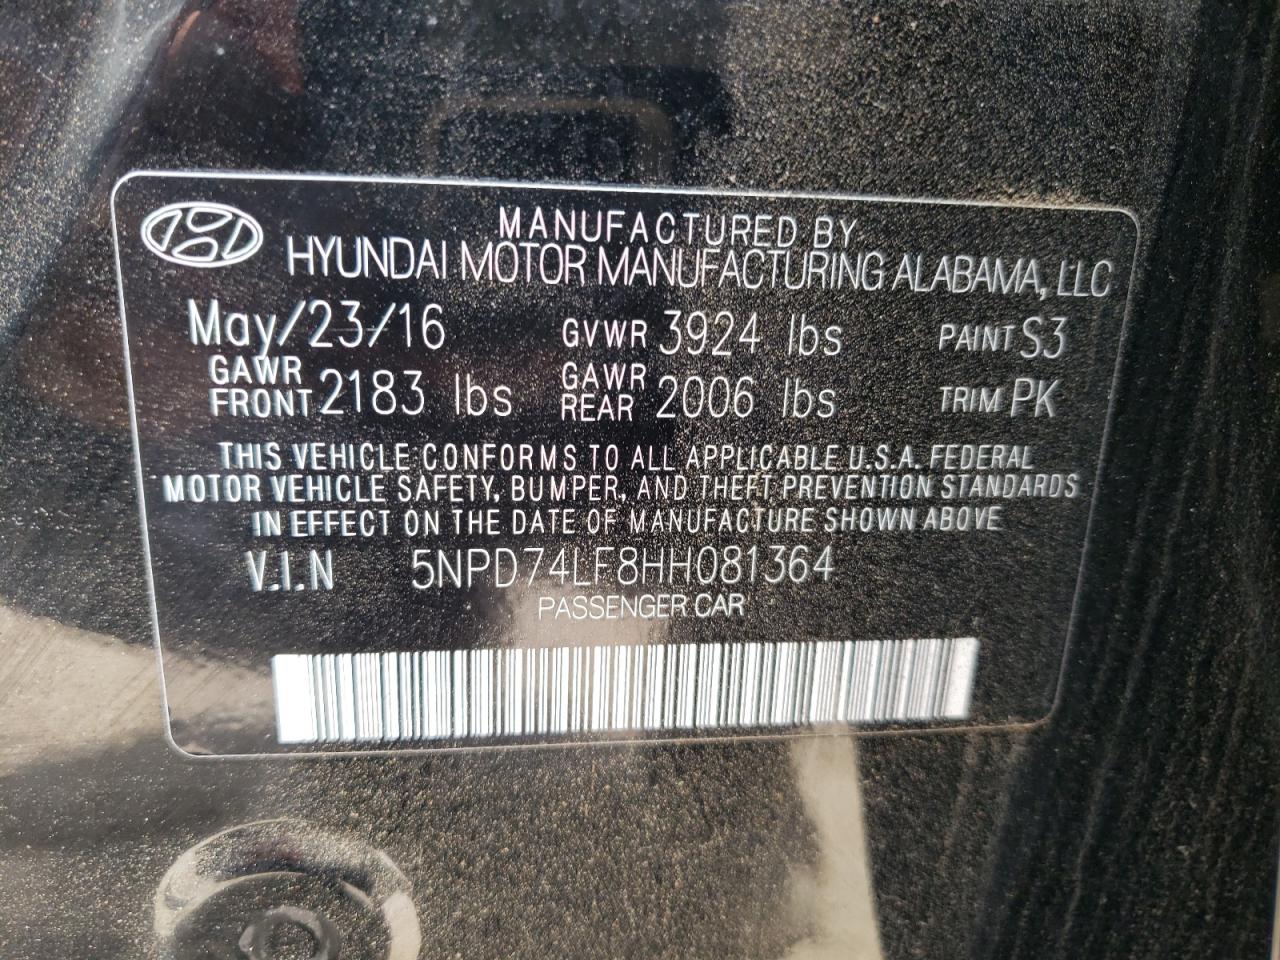 MANUFACTURED BY
HYUNDAI MOTOR MANUFACTURING ALABAMA, LLC
May/23/16 GVWR 3924 lbs PAINT S3
GAWR FRONT 2183 lbs GAWR REAR 2006 lbs TRIM PK
THIS VEHICLE CONFORMS TO ALL APPLICABLE U.S.A. FEDERAL
MOTOR VEHICLE SAFETY, BUMPER, AND THEFT PREVENTION STANDARDS
IN EFFECT ON THE DATE OF MANUFACTURE SHOWN ABOVE
V.I.N 5NPD74LF8HH081364
PASSENGER CAR